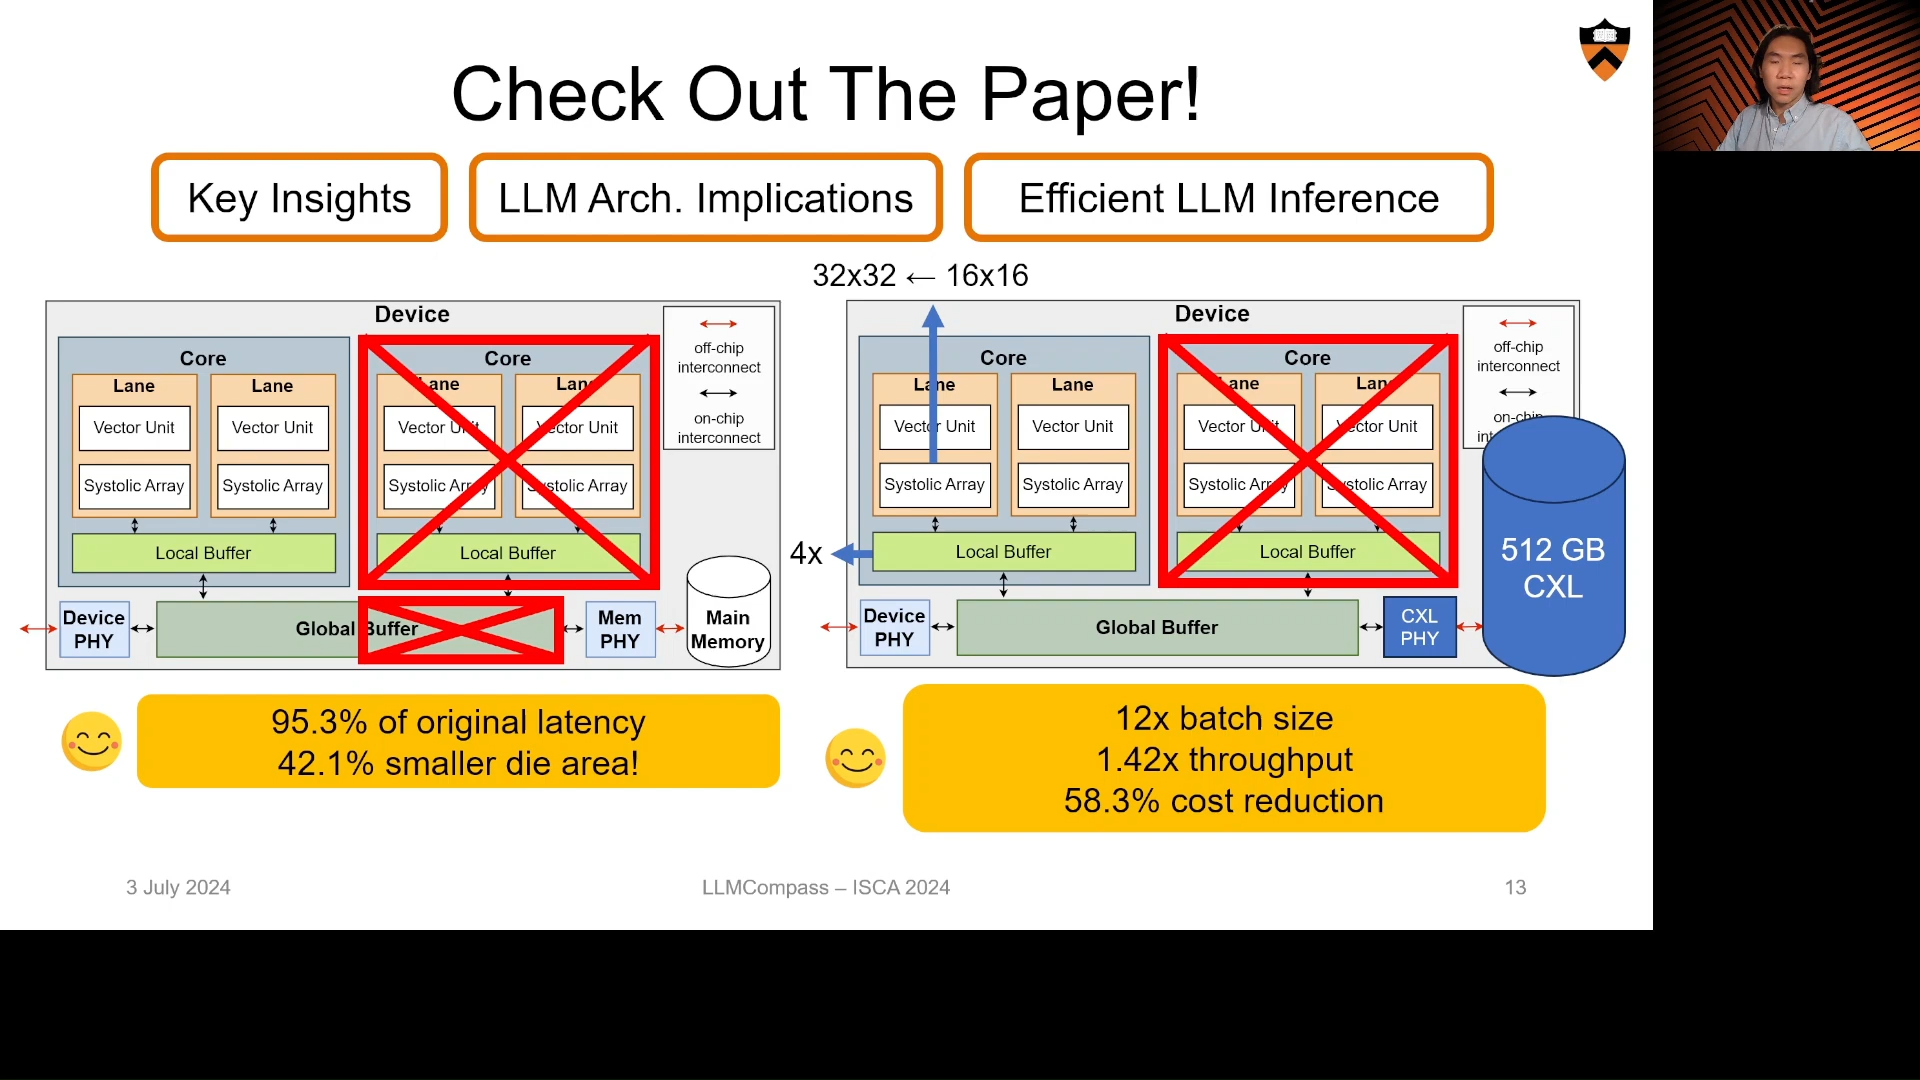 Check Out The Paper!
Key Insights
LLM Arch. Implications
Efficient LLM Inference
32x32 ← 16x16
Device
Core
Lane
Lane
Vector Unit
Vector Unit
Systolic Array
Systolic Array
Local Buffer
Core
Lane
Lane
Vector Unit
Vector Unit
Systolic Array
Systolic Array
Local Buffer
off-chip
interconnect
on-chip
interconnect
Device
PHY
Global Buffer
Mem
PHY
Main
Memory
Device
Core
Lane
Lane
Vector Unit
Vector Unit
Systolic Array
Systolic Array
4x
Local Buffer
Core
Lane
Lane
Vector Unit
Vector Unit
Systolic Array
Systolic Array
Local Buffer
off-chip
interconnect
on-chip
Device
PHY
Global Buffer
CXL
PHY
512 GB
CXL
95.3% of original latency
42.1% smaller die area!
12x batch size
1.42x throughput
58.3% cost reduction
3 July 2024
LLMCompass – ISCA 2024
13